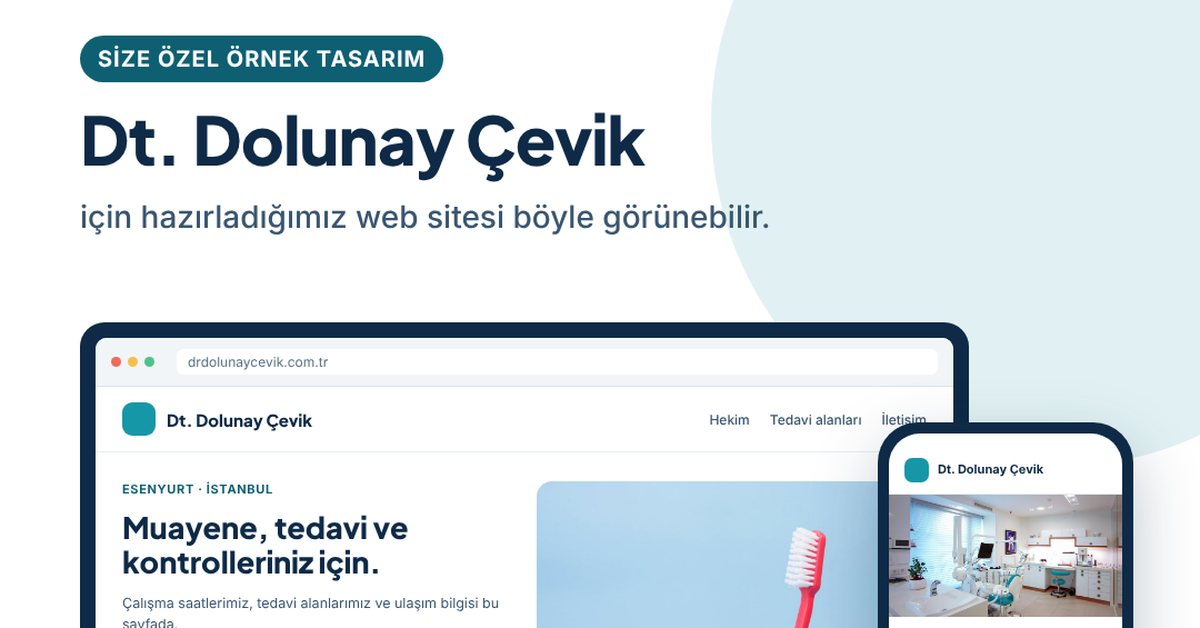 SİZE ÖZEL ÖRNEK TASARIM
Dt. Dolunay Çevik
için hazırladığımız web sitesi böyle görünebilir.
drdolunaycevik.com.tr
Dt. Dolunay Çevik
Hekim Tedavi alanları İletişim
Dt. Dolunay Çevik
ESENYURT · İSTANBUL
Muayene, tedavi ve
kontrolleriniz için.
Çalışma saatlerimiz, tedavi alanlarımız ve ulaşım bilgisi bu
sayfada.